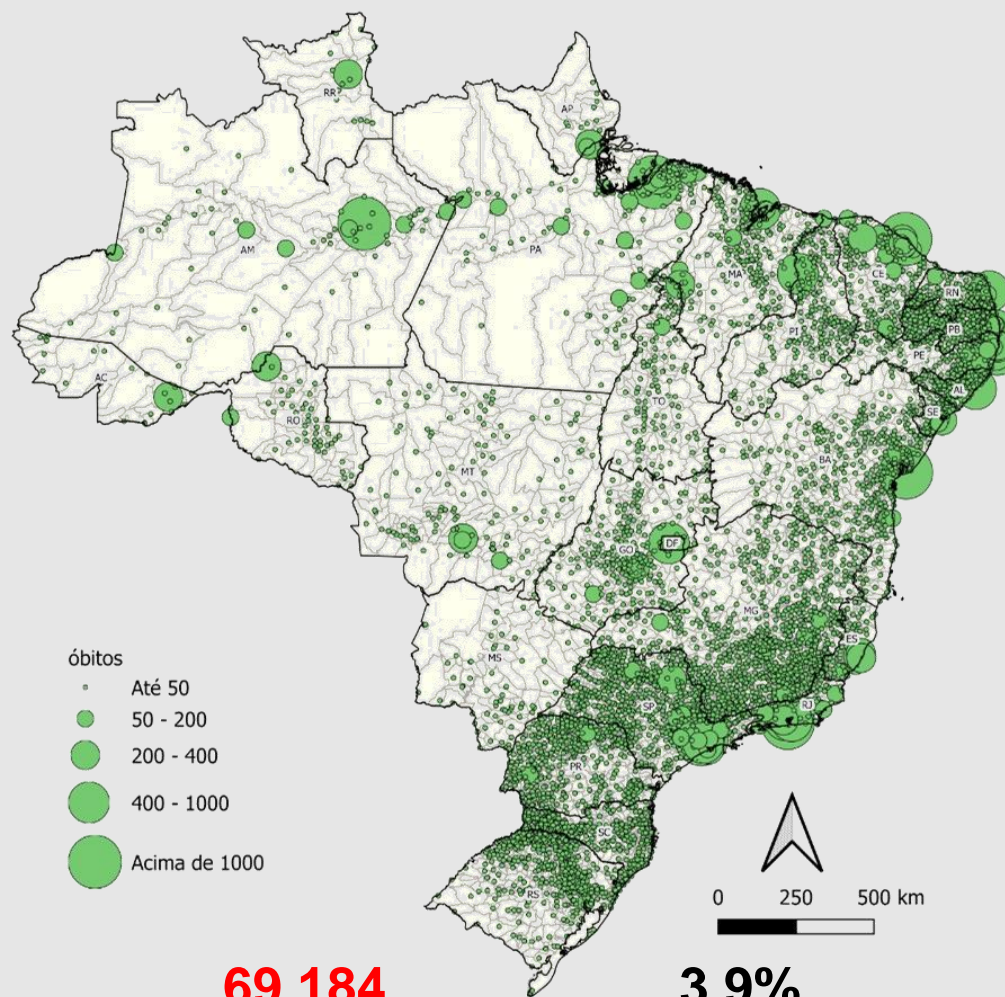 RR
AP
AM
PA
MA
CE
RN
PB
PI
PE
AC
AL
SE
TO
RO
BA
MT
GO
DF
MG
ES
MS
SP
RJ
PR
SC
RS
óbitos
Até 50
50 - 200
200 - 400
400 - 1000
Acima de 1000
0 250 500 km
69.184 3,9%